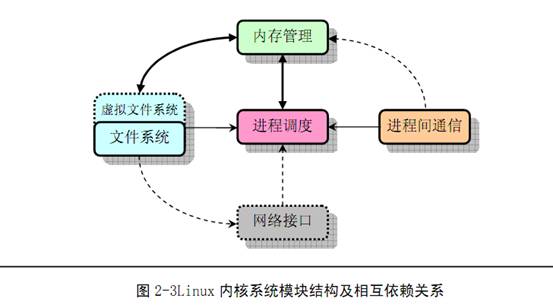 内存管理
虚拟文件系统
文件系统
进程调度
进程间通信
网络接口
图 2-3Linux 内核系统模块结构及相互依赖关系